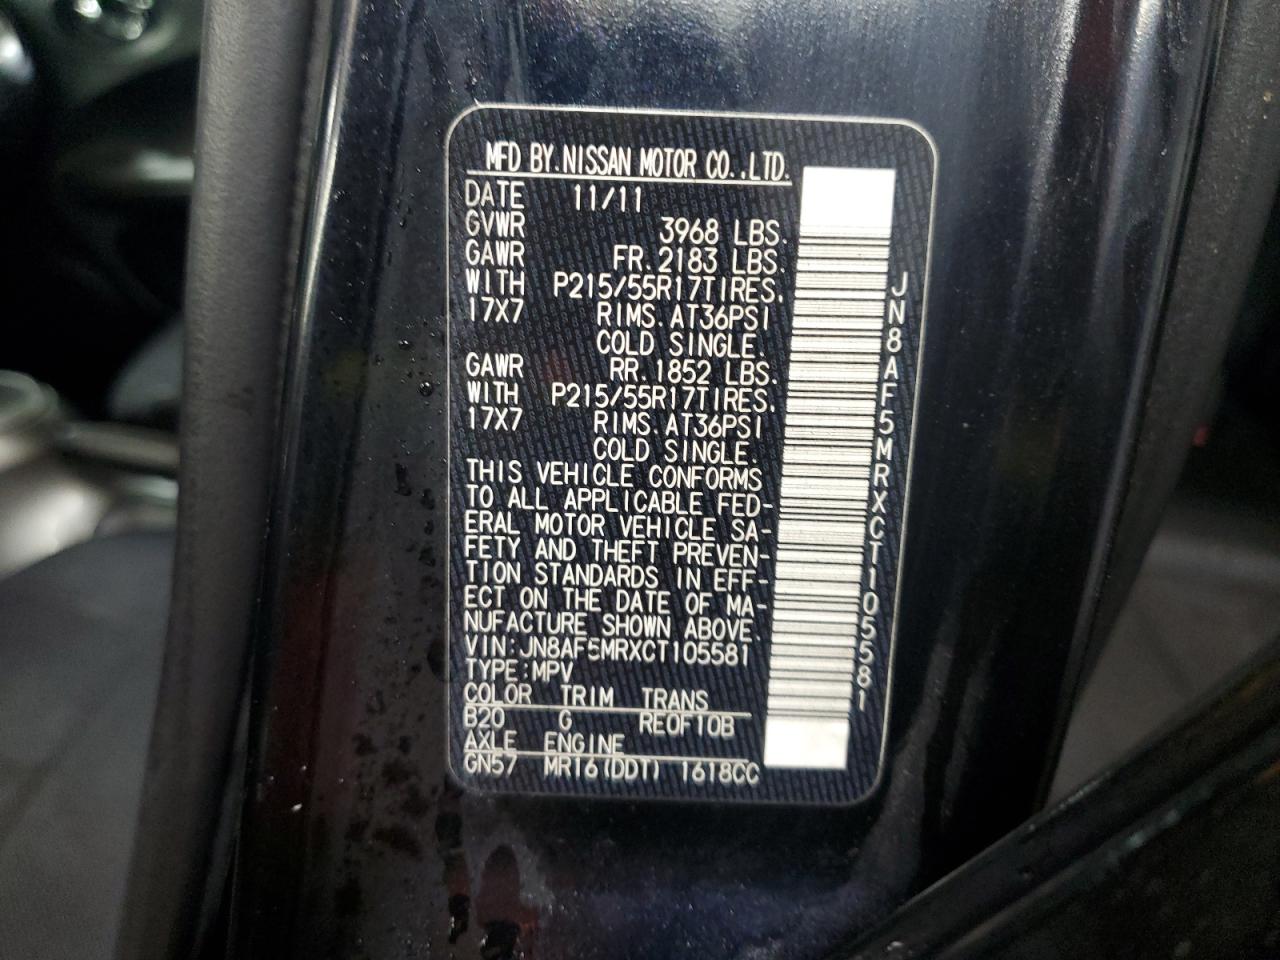 MFD BY.NISSAN MOTOR CO.,LTD.
DATE 11/11
GVWR 3968 LBS.
GAWR FR. 2183 LBS.
WITH P215/55R17TIRES.
17X7 RIMS. AT36PSI
COLD SINGLE.
GAWR RR. 1852 LBS.
WITH P215/55R17TIRES.
17X7 RIMS. AT36PSI
COLD SINGLE.
THIS VEHICLE CONFORMS
TO ALL APPLICABLE FED-
ERAL MOTOR VEHICLE SA-
FETY AND THEFT PREVEN-
TION STANDARDS IN EFF-
ECT ON THE DATE OF MA-
NUFACTURE SHOWN ABOVE.
VIN:JN8AF5MRXCT105581
TYPE:MPV
COLOR TRIM TRANS
B20 G RE0F10B
AXLE ENGINE
GN57 MR16(DDT) 1618CC
JN8AF5MRXCT105581